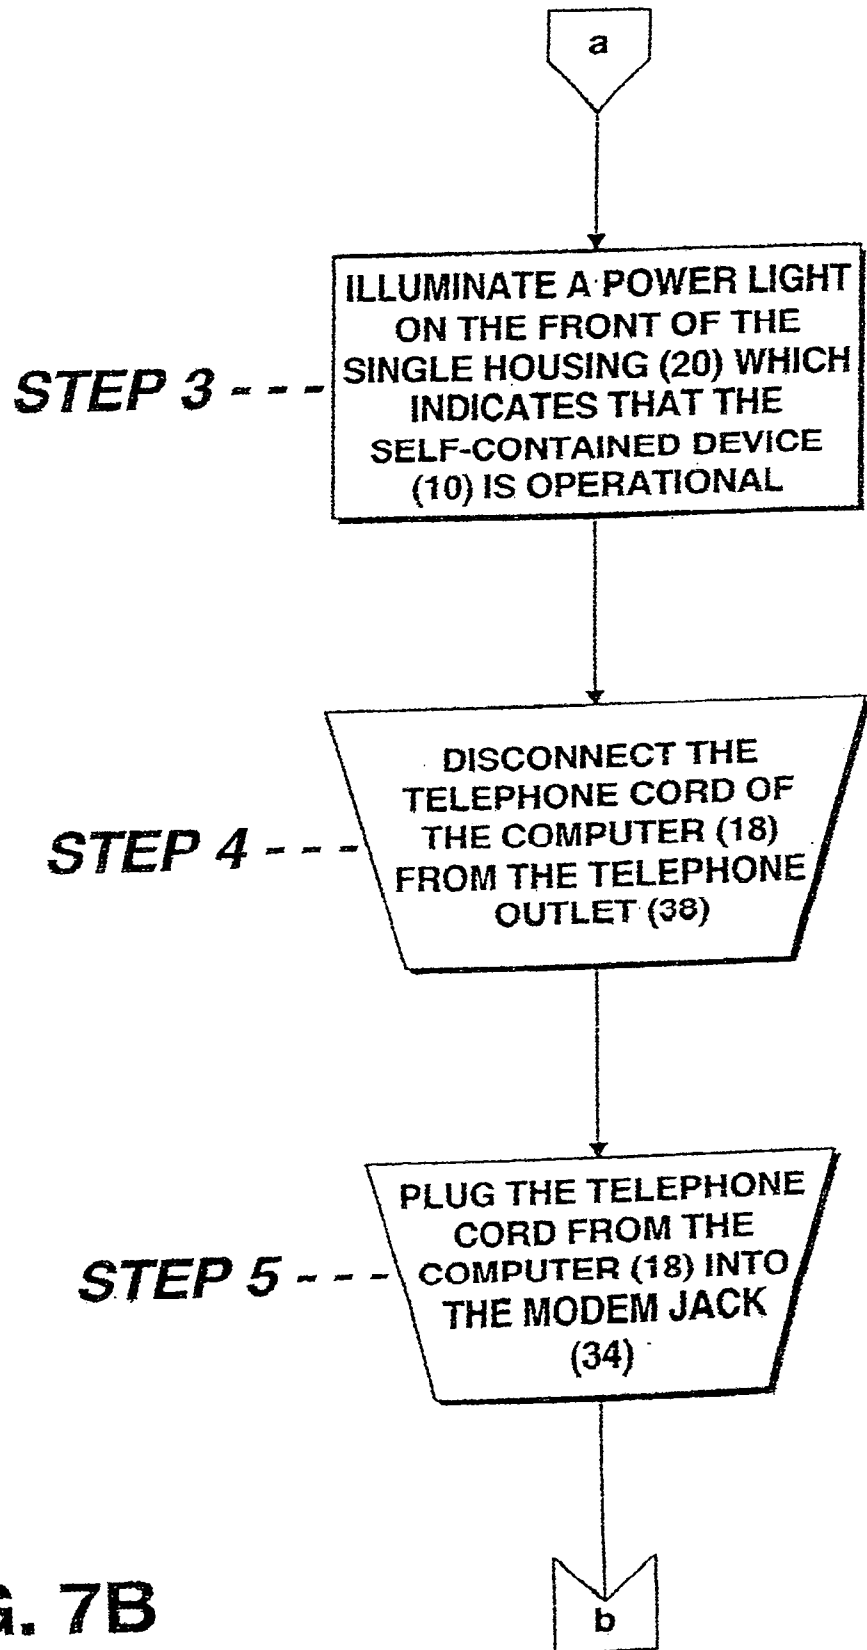 a
ILLUMINATE A POWER LIGHT
ON THE FRONT OF THE
SINGLE HOUSING (20) WHICH
INDICATES THAT THE
SELF-CONTAINED DEVICE
(10) IS OPERATIONAL
STEP 3 - - -
DISCONNECT THE
TELEPHONE CORD OF
THE COMPUTER (18)
FROM THE TELEPHONE
OUTLET (38)
STEP 4 - - -
PLUG THE TELEPHONE
CORD FROM THE
COMPUTER (18) INTO
THE MODEM JACK
(34)
STEP 5 - - -
b
G. 7B